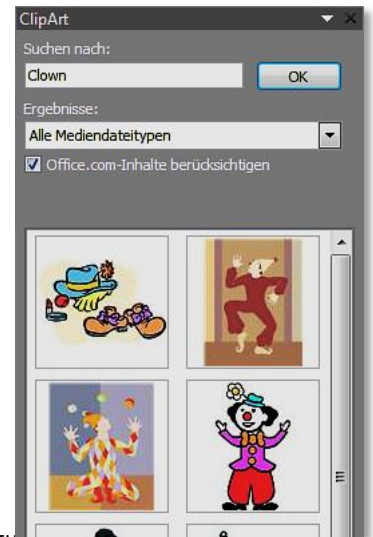 ClipArt
Suchen nach:
Clown
OK
Ergebnisse:
Alle Mediendateitypen
Office.com-Inhalte berücksichtigen